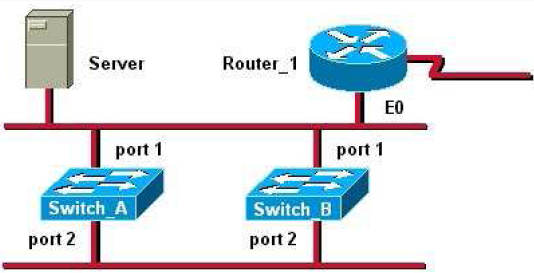 Server
Router_1
E0
port 1
port 1
Switch_A
Switch_B
port 2
port 2